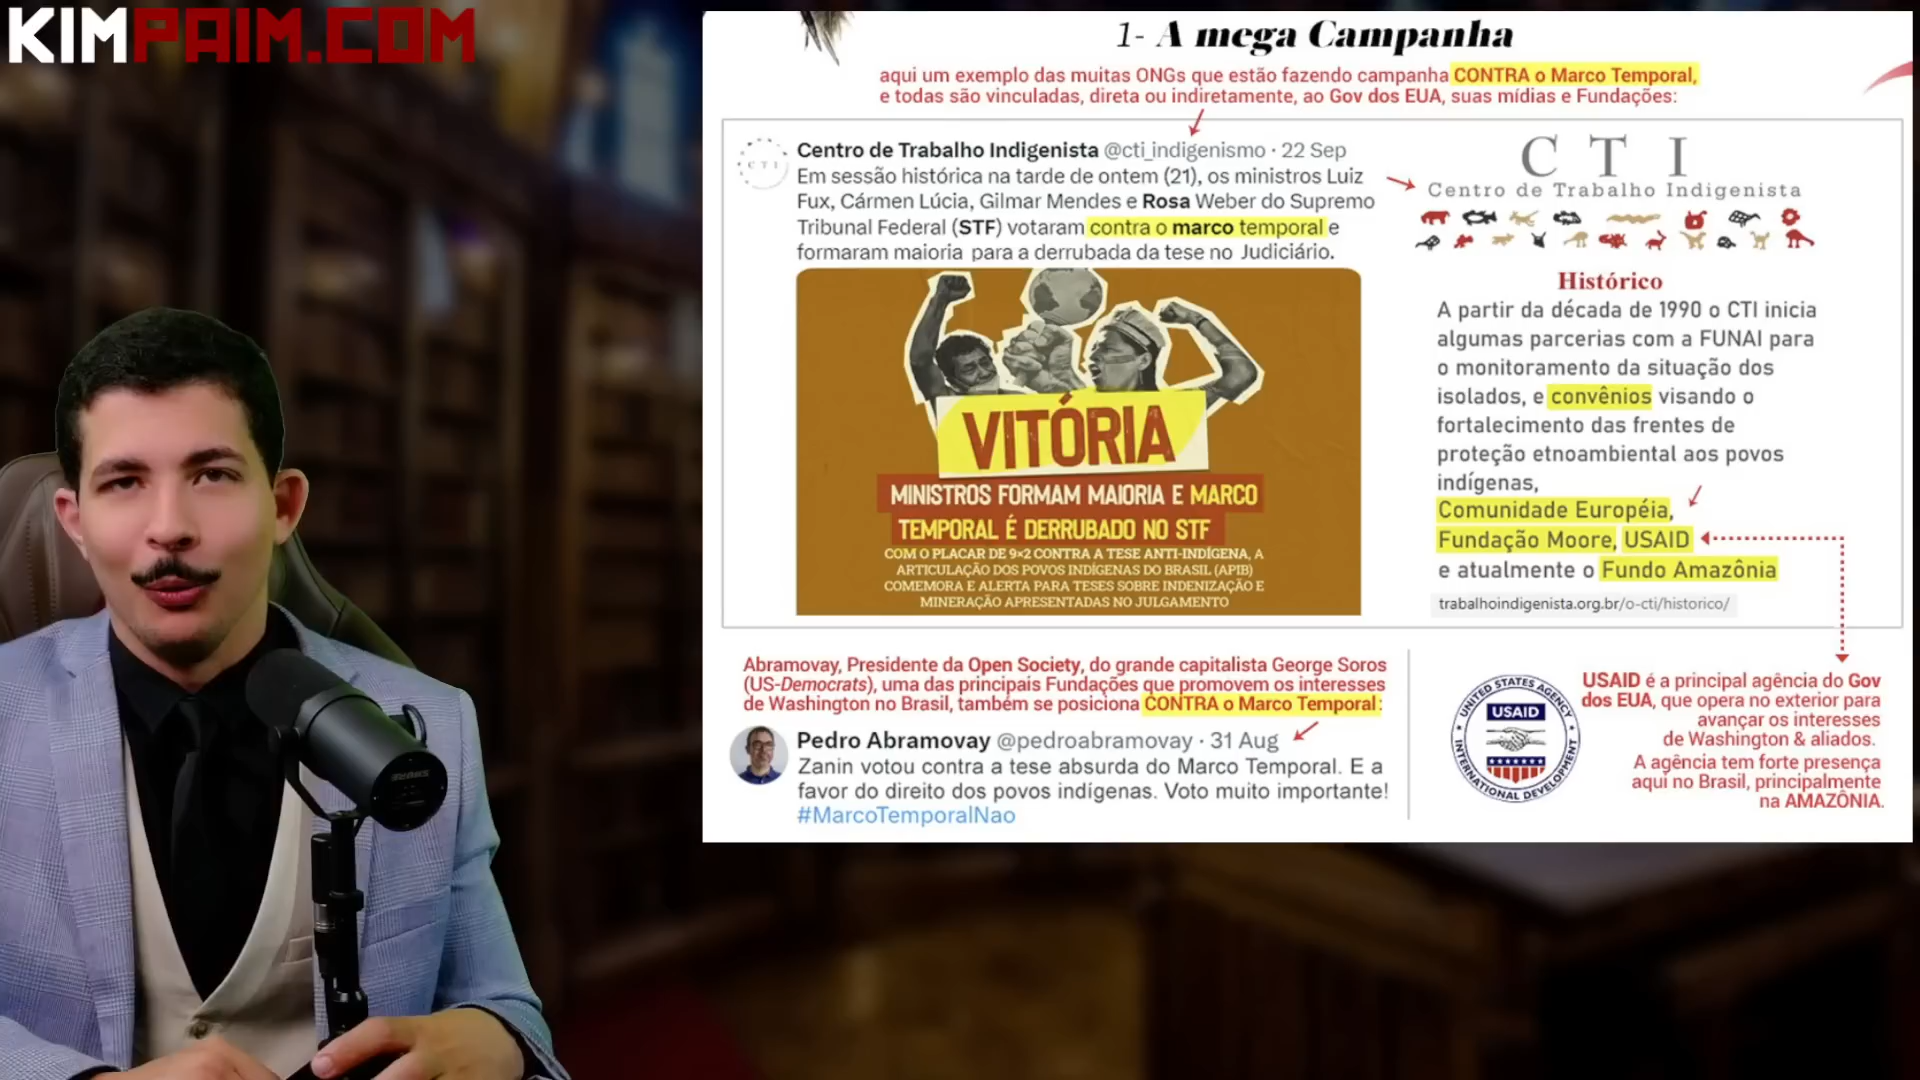 KIMPAIM.COM
1- A mega Campanha
aqui um exemplo das muitas ONGs que estão fazendo campanha CONTRA o Marco Temporal,
e todas são vinculadas, direta ou indiretamente, ao Gov dos EUA, suas mídias e Fundações:
CTI
Centro de Trabalho Indigenista @cti_indigenismo · 22 Sep
Em sessão histórica na tarde de ontem (21), os ministros Luiz
Fux, Cármen Lúcia, Gilmar Mendes e Rosa Weber do Supremo
Tribunal Federal (STF) votaram contra o marco temporal e
formaram maioria para a derrubada da tese no Judiciário.
VITÓRIA
MINISTROS FORMAM MAIORIA E MARCO
TEMPORAL É DERRUBADO NO STF
COM O PLACAR DE 9×2 CONTRA A TESE ANTI-INDÍGENA, A
ARTICULAÇÃO DOS POVOS INDÍGENAS DO BRASIL (APIB)
COMEMORA E ALERTA PARA TESES SOBRE INDENIZAÇÃO E
MINERAÇÃO APRESENTADAS NO JULGAMENTO
CTI
Centro de Trabalho Indigenista
Histórico
A partir da década de 1990 o CTI inicia
algumas parcerias com a FUNAI para
o monitoramento da situação dos
isolados, e convênios visando o
fortalecimento das frentes de
proteção etnoambiental aos povos
indígenas,
Comunidade Européia,
Fundação Moore, USAID
e atualmente o Fundo Amazônia
trabalhoindigenista.org.br/o-cti/historico/
Abramovay, Presidente da Open Society, do grande capitalista George Soros
(US-Democrats), uma das principais Fundações que promovem os interesses
de Washington no Brasil, também se posiciona CONTRA o Marco Temporal:
Pedro Abramovay @pedroabramovay · 31 Aug
Zanin votou contra a tese absurda do Marco Temporal. E a
favor do direito dos povos indígenas. Voto muito importante!
#MarcoTemporalNao
UNITED STATES AGENCY
USAID
INTERNATIONAL DEVELOPMENT
USAID é a principal agência do Gov
dos EUA, que opera no exterior para
avançar os interesses
de Washington & aliados.
A agência tem forte presença
aqui no Brasil, principalmente
na AMAZÔNIA.